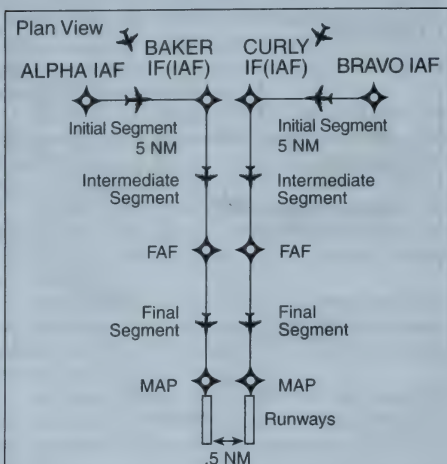 Plan View
BAKER CURLY
ALPHA IAF IF(IAF) IF(IAF) BRAVO IAF
Initial Segment Initial Segment
5 NM 5 NM
Intermediate Intermediate
Segment Segment
FAF FAF
Final Final
Segment Segment
MAP MAP
Runways
.5 NM